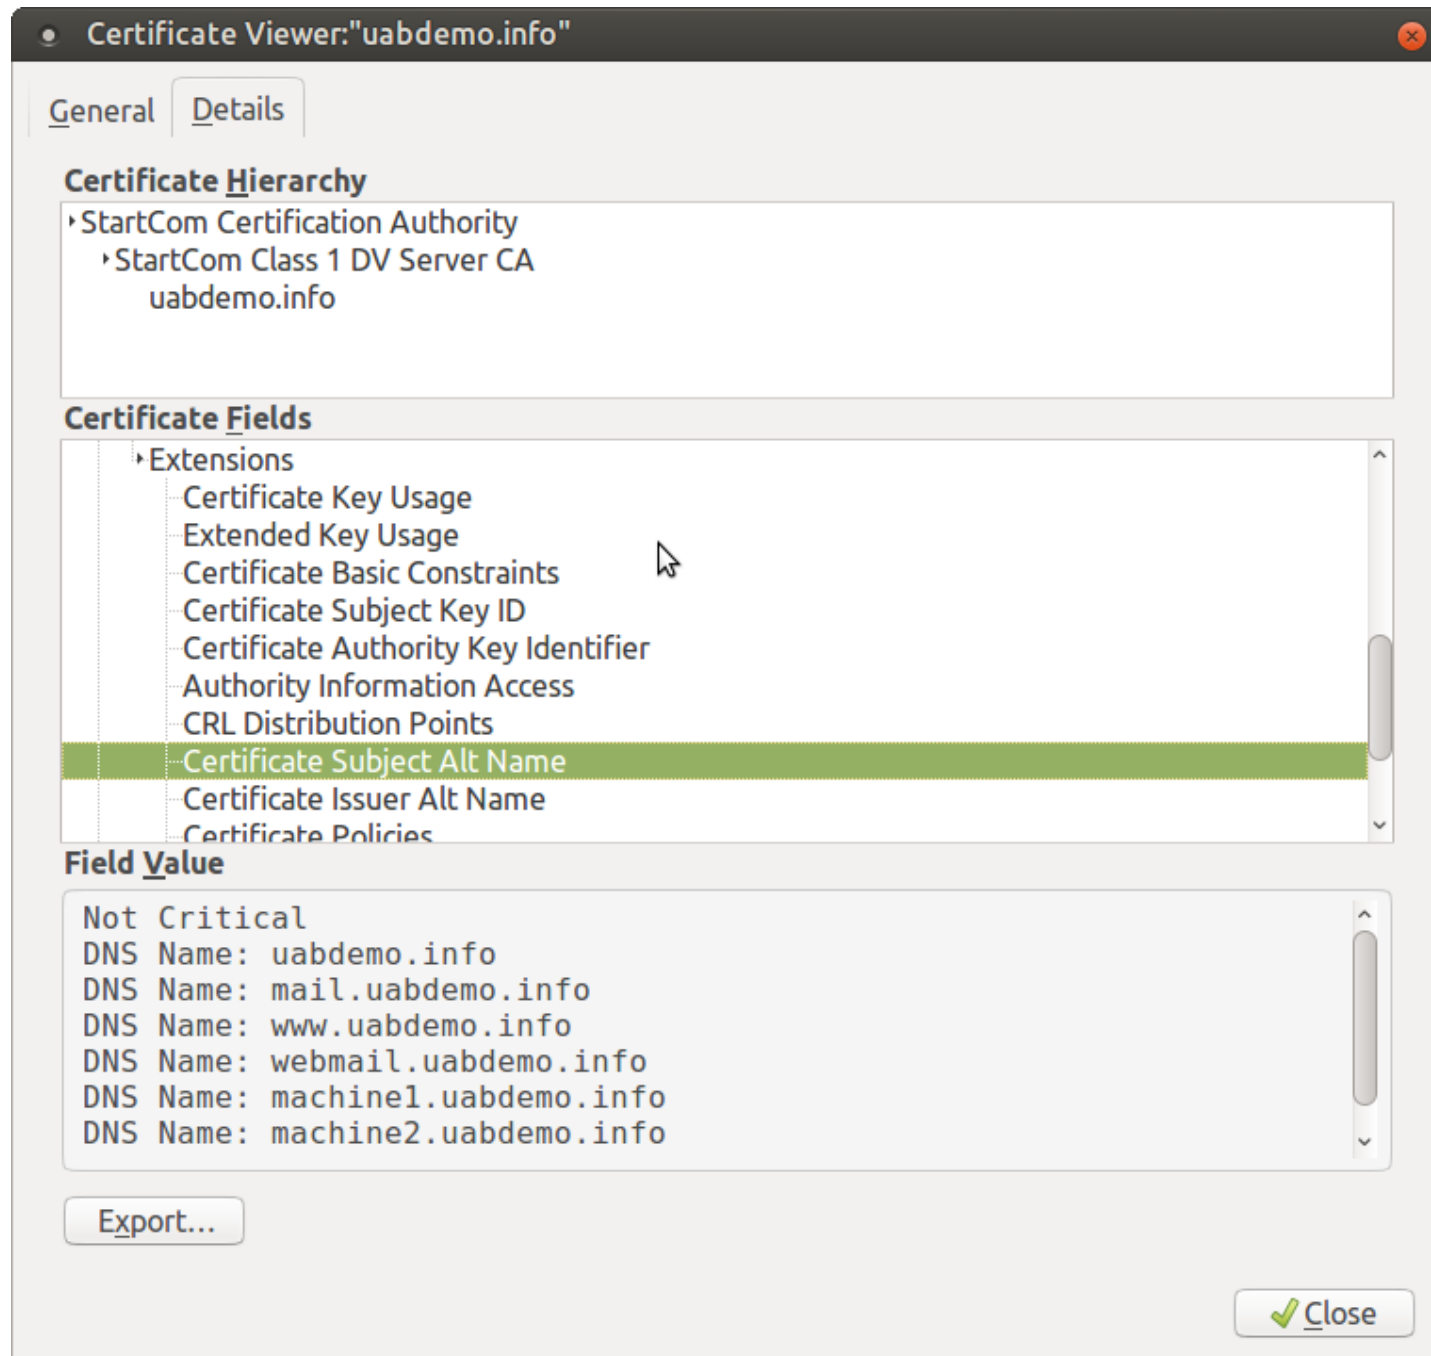 Certificate Viewer:"uabdemo.info"
General Details
Certificate Hierarchy
StartCom Certification Authority
StartCom Class 1 DV Server CA
uabdemo.info
Certificate Fields
Extensions
Certificate Key Usage
Extended Key Usage
Certificate Basic Constraints
Certificate Subject Key ID
Certificate Authority Key Identifier
Authority Information Access
CRL Distribution Points
Certificate Subject Alt Name
Certificate Issuer Alt Name
Certificate Policies
Field Value
Not Critical
DNS Name: uabdemo.info
DNS Name: mail.uabdemo.info
DNS Name: www.uabdemo.info
DNS Name: webmail.uabdemo.info
DNS Name: machine1.uabdemo.info
DNS Name: machine2.uabdemo.info
Export...
Close